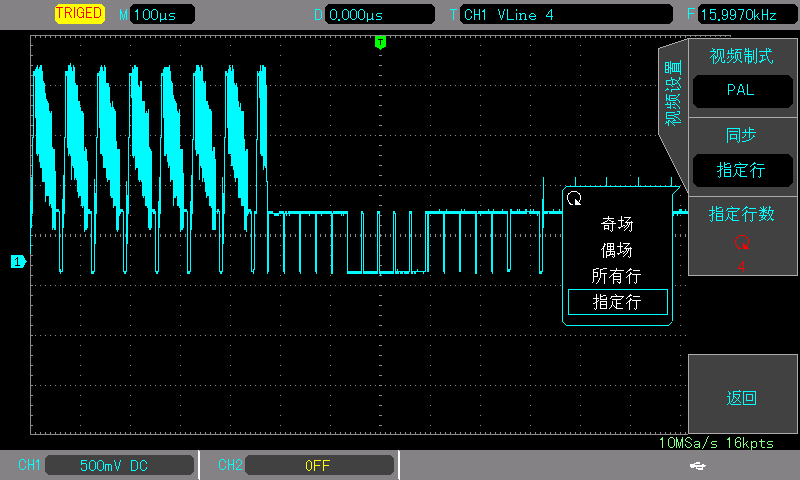 TRIGED M 100μs D 0.000μs T CH1 VLine 4 F 15.9970kHz
T
视频设置
视频制式
PAL
同步
指定行
指定行数
4
奇场
偶场
所有行
指定行
1
返回
10MSa/s 16kpts
CH1 500mV DC CH2 OFF